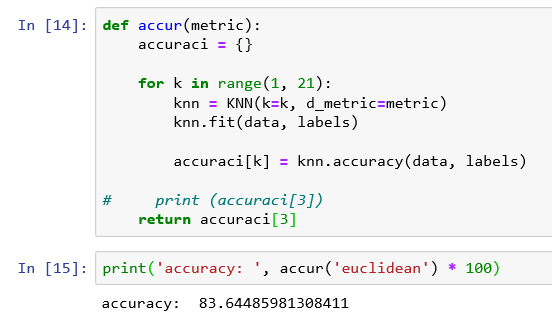 In [14]: def accur(metric):
    accuraci = {}

    for k in range(1, 21):
        knn = KNN(k=k, d_metric=metric)
        knn.fit(data, labels)

        accuraci[k] = knn.accuracy(data, labels)

#     print (accuraci[3])
    return accuraci[3]
In [15]: print('accuracy: ', accur('euclidean') * 100)
accuracy:  83.64485981308411